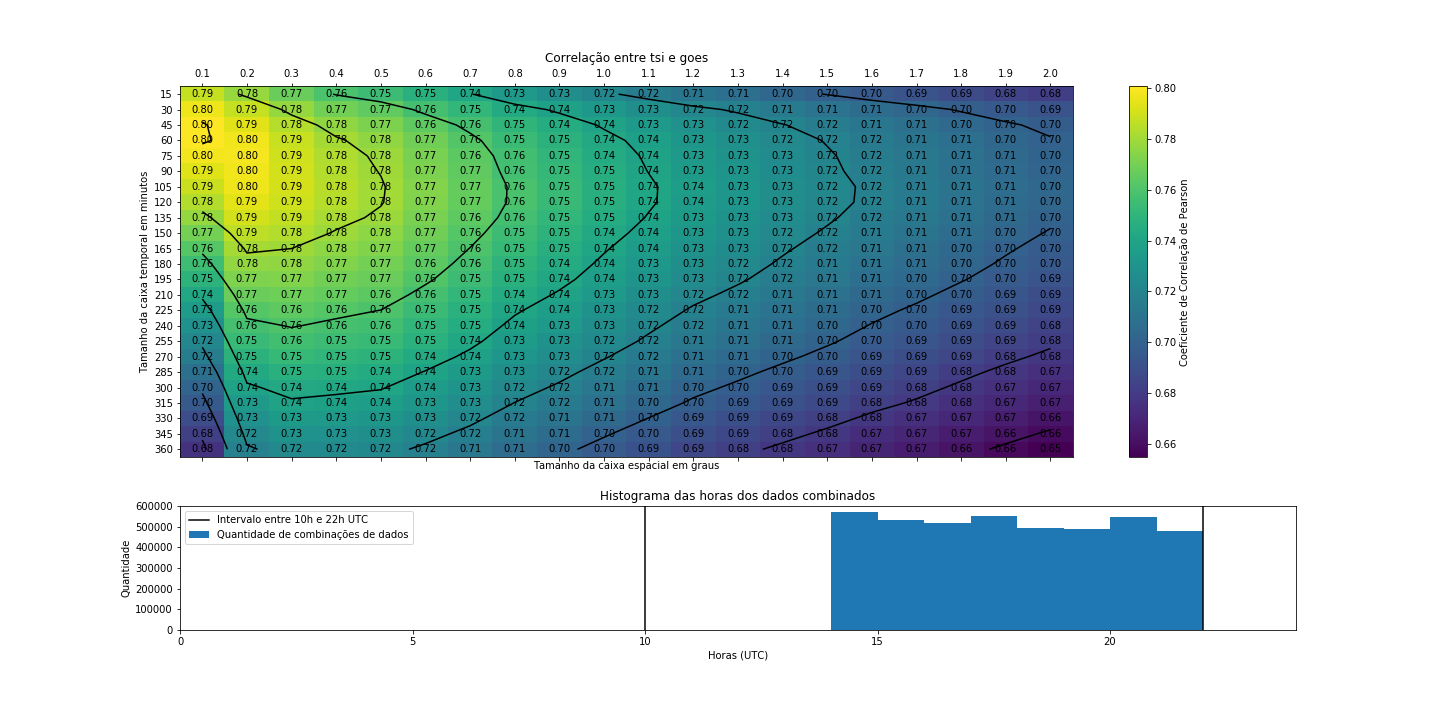 Correlação entre tsi e goes
0.1 0.2 0.3 0.4 0.5 0.6 0.7 0.8 0.9 1.0 1.1 1.2 1.3 1.4 1.5 1.6 1.7 1.8 1.9 2.0
15 0.79 0.78 0.77 0.76 0.75 0.75 0.74 0.73 0.73 0.72 0.72 0.71 0.71 0.70 0.70 0.70 0.69 0.69 0.68 0.68
30 0.80 0.79 0.78 0.77 0.77 0.76 0.75 0.74 0.74 0.73 0.73 0.72 0.72 0.71 0.71 0.71 0.70 0.70 0.70 0.69
45 0.80 0.79 0.78 0.78 0.77 0.76 0.76 0.75 0.74 0.74 0.73 0.73 0.72 0.72 0.71 0.71 0.71 0.70 0.70 0.70
60 0.80 0.80 0.79 0.78 0.77 0.76 0.76 0.75 0.75 0.74 0.74 0.73 0.73 0.72 0.72 0.71 0.71 0.71 0.70 0.70
75 0.80 0.80 0.79 0.78 0.78 0.77 0.76 0.76 0.75 0.74 0.74 0.73 0.73 0.72 0.72 0.72 0.71 0.71 0.70 0.70
90 0.79 0.80 0.79 0.78 0.78 0.77 0.77 0.76 0.75 0.75 0.74 0.73 0.73 0.73 0.72 0.72 0.71 0.71 0.71 0.70
105 0.79 0.80 0.79 0.78 0.78 0.77 0.77 0.76 0.75 0.75 0.74 0.74 0.73 0.73 0.72 0.72 0.71 0.71 0.71 0.70
120 0.78 0.79 0.79 0.78 0.78 0.77 0.77 0.76 0.75 0.75 0.74 0.74 0.73 0.73 0.72 0.72 0.71 0.71 0.71 0.70
135 0.78 0.79 0.79 0.78 0.78 0.77 0.76 0.76 0.75 0.75 0.74 0.73 0.73 0.73 0.72 0.72 0.71 0.71 0.71 0.70
150 0.77 0.79 0.78 0.78 0.77 0.77 0.76 0.75 0.75 0.74 0.74 0.73 0.73 0.72 0.72 0.71 0.71 0.71 0.70 0.70
165 0.76 0.78 0.78 0.78 0.77 0.77 0.76 0.75 0.75 0.74 0.74 0.73 0.73 0.72 0.72 0.71 0.71 0.70 0.70 0.70
180 0.76 0.78 0.78 0.77 0.77 0.76 0.76 0.75 0.74 0.74 0.73 0.73 0.72 0.72 0.71 0.71 0.71 0.70 0.70 0.70
195 0.75 0.77 0.77 0.77 0.77 0.76 0.75 0.75 0.74 0.74 0.73 0.73 0.72 0.72 0.71 0.71 0.70 0.70 0.70 0.69
210 0.74 0.77 0.77 0.77 0.76 0.76 0.75 0.74 0.74 0.73 0.73 0.72 0.72 0.71 0.71 0.71 0.70 0.70 0.69 0.69
225 0.73 0.76 0.76 0.76 0.76 0.75 0.75 0.74 0.74 0.73 0.73 0.72 0.71 0.71 0.71 0.70 0.70 0.69 0.69 0.69
240 0.73 0.76 0.76 0.76 0.76 0.75 0.75 0.74 0.73 0.73 0.72 0.72 0.71 0.71 0.70 0.70 0.70 0.69 0.69 0.68
255 0.72 0.75 0.76 0.75 0.75 0.75 0.74 0.73 0.73 0.72 0.72 0.71 0.71 0.71 0.70 0.70 0.69 0.69 0.69 0.68
270 0.72 0.75 0.75 0.75 0.75 0.74 0.74 0.73 0.73 0.72 0.72 0.71 0.71 0.70 0.70 0.69 0.69 0.69 0.68 0.68
285 0.71 0.74 0.75 0.75 0.74 0.74 0.73 0.73 0.72 0.72 0.71 0.71 0.70 0.70 0.69 0.69 0.69 0.68 0.68 0.67
300 0.70 0.74 0.74 0.74 0.74 0.73 0.73 0.72 0.72 0.71 0.71 0.70 0.70 0.69 0.69 0.69 0.68 0.68 0.67 0.67
315 0.70 0.73 0.74 0.74 0.74 0.73 0.73 0.72 0.71 0.71 0.70 0.70 0.69 0.69 0.69 0.68 0.68 0.68 0.67 0.67
330 0.69 0.73 0.73 0.73 0.73 0.73 0.72 0.72 0.71 0.71 0.70 0.70 0.69 0.69 0.68 0.68 0.67 0.67 0.67 0.66
345 0.68 0.72 0.73 0.73 0.73 0.72 0.72 0.71 0.71 0.70 0.70 0.69 0.69 0.68 0.68 0.67 0.67 0.67 0.66 0.66
360 0.68 0.72 0.72 0.72 0.72 0.72 0.71 0.71 0.70 0.70 0.69 0.69 0.68 0.68 0.67 0.67 0.67 0.66 0.66 0.65
Tamanho da caixa temporal em minutos
Tamanho da caixa espacial em graus
0.80
0.78
0.76
0.74
0.72
0.70
0.68
0.66
Coeficiente de Correlação de Pearson
Histograma das horas dos dados combinados
600000
500000
400000
300000
200000
100000
0
Quantidade
Intervalo entre 10h e 22h UTC
Quantidade de combinações de dados
0 5 10 15 20
Horas (UTC)